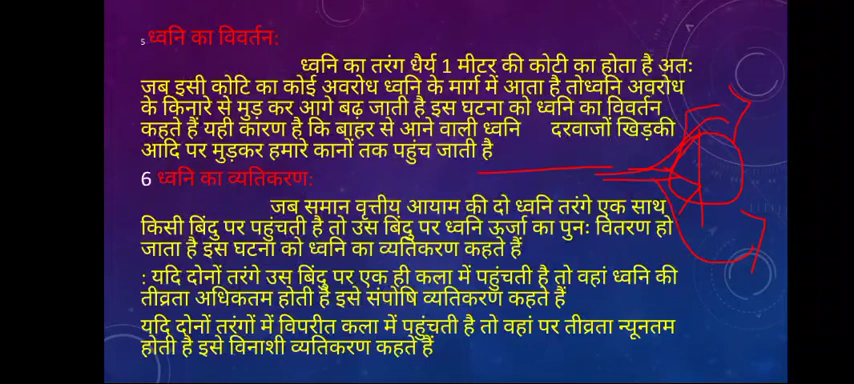 5 ध्वनि का विवर्तन:
ध्वनि का तरंग धैर्य 1 मीटर की कोटी का होता है अतः
जब इसी कोटि का कोई अवरोध ध्वनि के मार्ग में आता है तोध्वनि अवरोध
के किनारे से मुड़ कर आगे बढ़ जाती है इस घटना को ध्वनि का विवर्तन
कहते हैं यही कारण है कि बाहर से आने वाली ध्वनि दरवाजों खिड़की
आदि पर मुड़कर हमारे कानों तक पहुंच जाती है
6 ध्वनि का व्यतिकरण:
जब समान वृत्तीय आयाम की दो ध्वनि तरंगे एक साथ
किसी बिंदु पर पहुचती है तो उस बिंदु पर ध्वनि ऊर्जा का पुनः वितरण हो
जाता है इस घटना को ध्वनि का व्यतिकरण कहते हैं
: यदि दोनों तरंगे उस बिंदु पर एक ही कला में पहुंचती है तो वहां ध्वनि की
तीव्रता अधिकतम होती है इसे संपोषि व्यतिकरण कहते हैं
यदि दोनों तरंगों में विपरीत कला में पहुंचती है तो वहां पर तीव्रता न्यूनतम
होती है इसे विनाशी व्यतिकरण कहते हैं